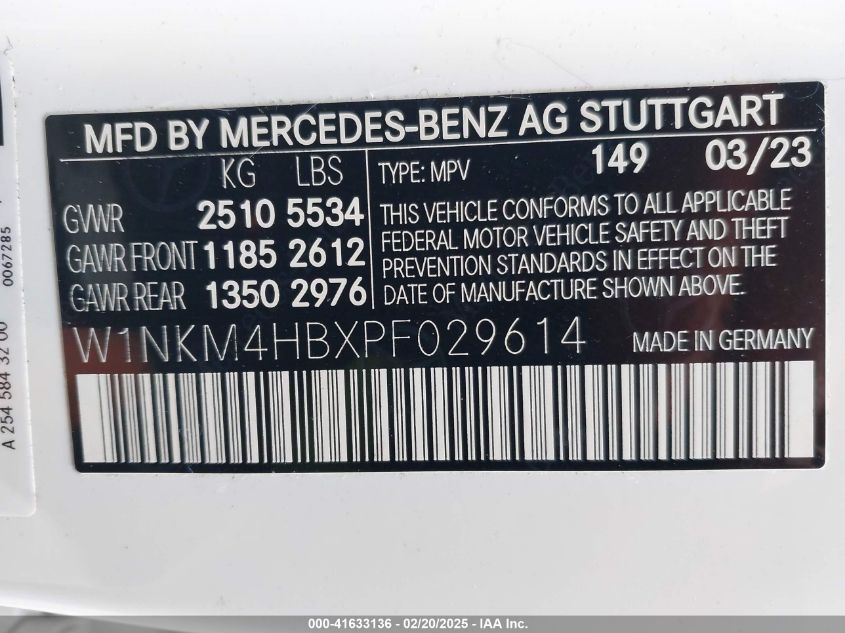 MFD BY MERCEDES-BENZ AG STUTTGART
KG LBS
TYPE: MPV
149 03/23
GVWR 2510 5534
GAWR FRONT 1185 2612
GAWR REAR 1350 2976
THIS VEHICLE CONFORMS TO ALL APPLICABLE
FEDERAL MOTOR VEHICLE SAFETY AND THEFT
PREVENTION STANDARDS IN EFFECT ON THE
DATE OF MANUFACTURE SHOWN ABOVE.
W1NKM4HBXPF029614 MADE IN GERMANY
A 254 584 32 00
0067285
000-41633136 - 02/20/2025 - IAA Inc.